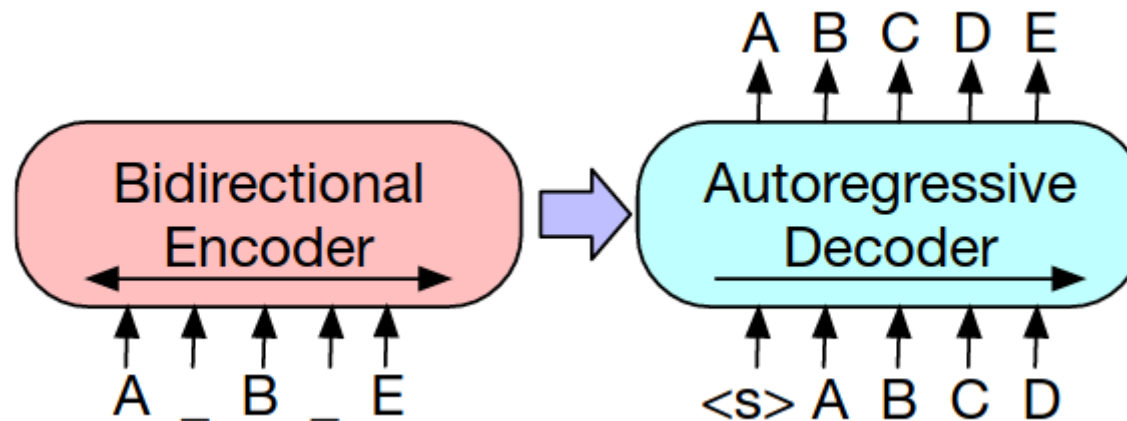 A B C D E
Bidirectional
Encoder
Autoregressive
Decoder
A _ B _ E
<s> A B C D